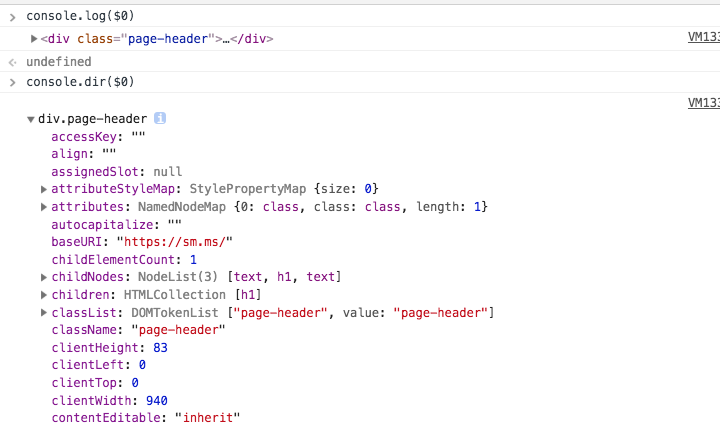 console.log($0)
<div class="page-header">…</div>
VM133
undefined
console.dir($0)
VM133
div.page-header i
accessKey: ""
align: ""
assignedSlot: null
attributeStyleMap: StylePropertyMap {size: 0}
attributes: NamedNodeMap {0: class, class: class, length: 1}
autocapitalize: ""
baseURI: "https://sm.ms/"
childElementCount: 1
childNodes: NodeList(3) [text, h1, text]
children: HTMLCollection [h1]
classList: DOMTokenList ["page-header", value: "page-header"]
className: "page-header"
clientHeight: 83
clientLeft: 0
clientTop: 0
clientWidth: 940
contentEditable: "inherit"